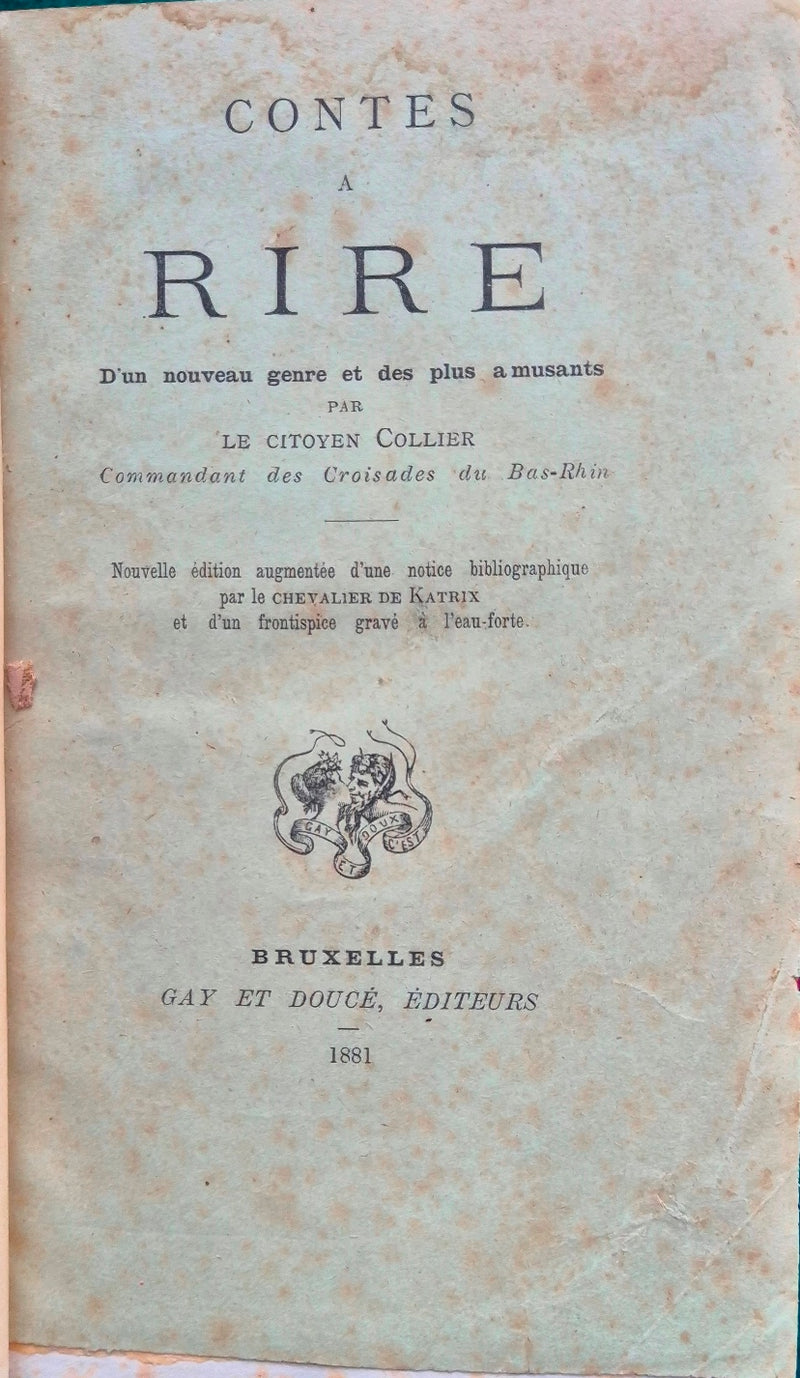 CONTES
A
RIRE
D'un nouveau genre et des plus amusants
PAR
LE CITOYEN COLLIER
Commandant des Croisades du Bas-Rhin
Nouvelle édition augmentée d'une notice bibliographique
par le CHEVALIER DE KATRIX
et d'un frontispice gravé à l'eau-forte.
GAY ET DOUX C'EST
BRUXELLES
GAY ET DOUCÉ, ÉDITEURS
1881